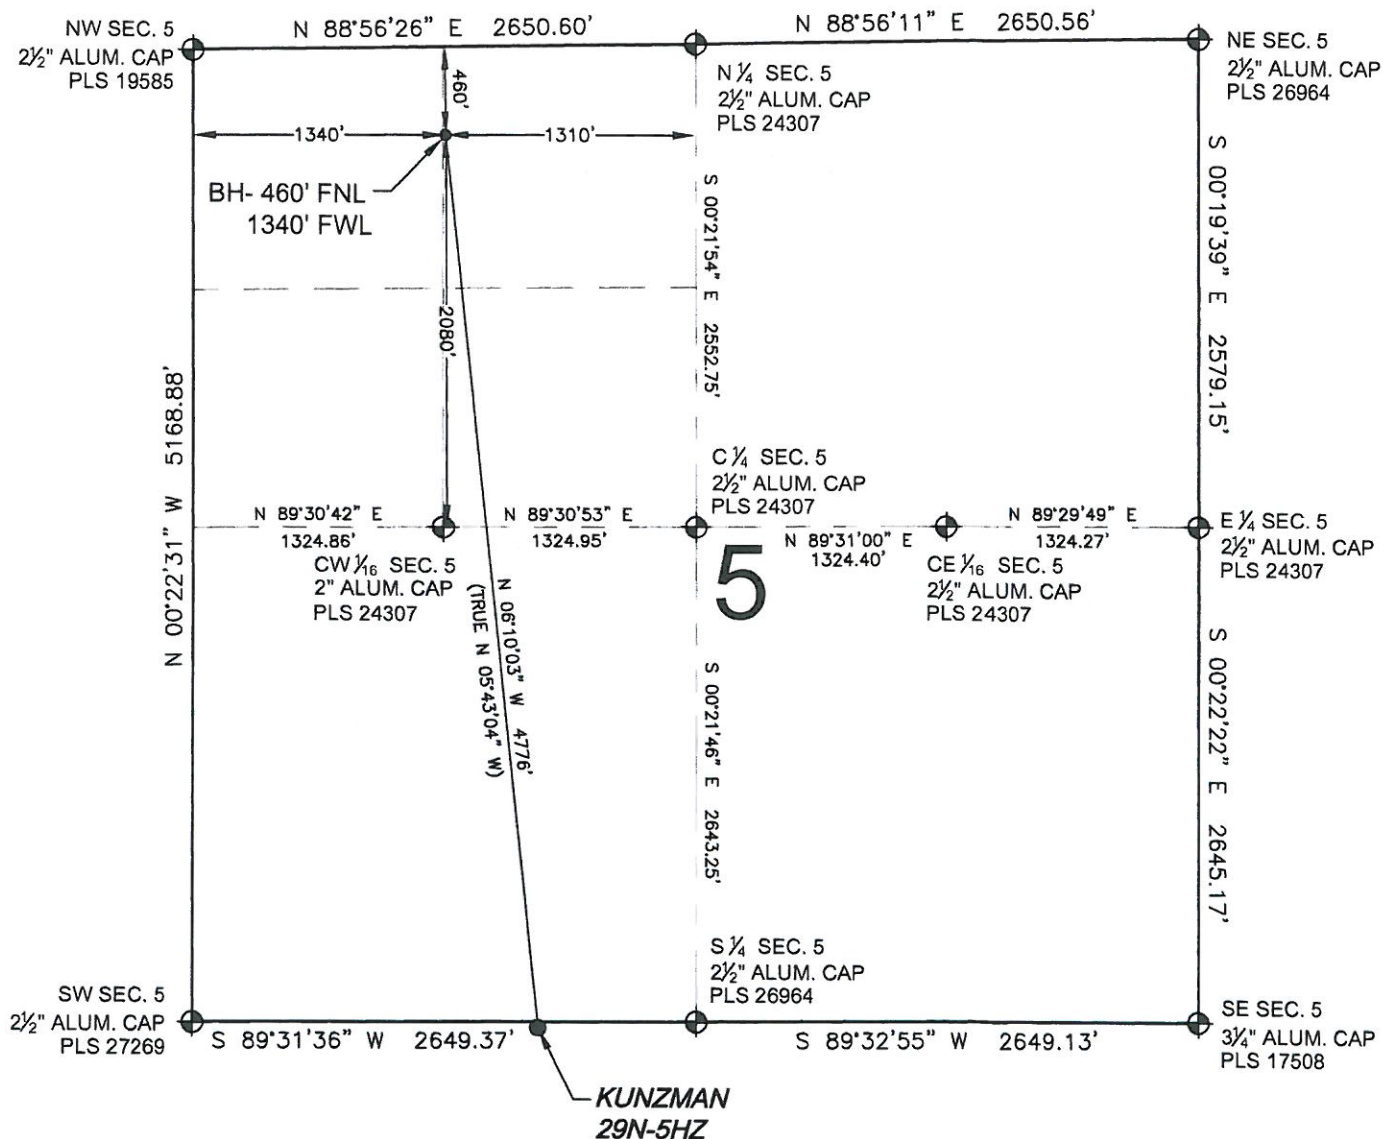 NW SEC. 5
2½" ALUM. CAP
PLS 19585
N 88°56'26" E 2650.60'
N 88°56'11" E 2650.56'
NE SEC. 5
2½" ALUM. CAP
PLS 26964
N ¼ SEC. 5
2½" ALUM. CAP
PLS 24307
460'
1340'
1310'
BH- 460' FNL
1340' FWL
S 00°21'54" E 2552.75'
S 00°19'39" E 2579.15'
2080'
N 00°22'31" W 5168.88'
C ¼ SEC. 5
2½" ALUM. CAP
PLS 24307
N 89°30'42" E
1324.86'
N 89°30'53" E
1324.95'
N 89°31'00" E
1324.40'
N 89°29'49" E
1324.27'
E ¼ SEC. 5
2½" ALUM. CAP
PLS 24307
CW 1⁄16 SEC. 5
2" ALUM. CAP
PLS 24307
5
CE 1⁄16 SEC. 5
2½" ALUM. CAP
PLS 24307
N 06°10'03" W 4776'
(TRUE N 05°43'04" W)
S 00°21'46" E 2643.25'
S 00°22'22" E 2645.17'
S ¼ SEC. 5
2½" ALUM. CAP
PLS 26964
SW SEC. 5
2½" ALUM. CAP
PLS 27269
S 89°31'36" W 2649.37'
S 89°32'55" W 2649.13'
SE SEC. 5
3¼" ALUM. CAP
PLS 17508
KUNZMAN
29N-5HZ